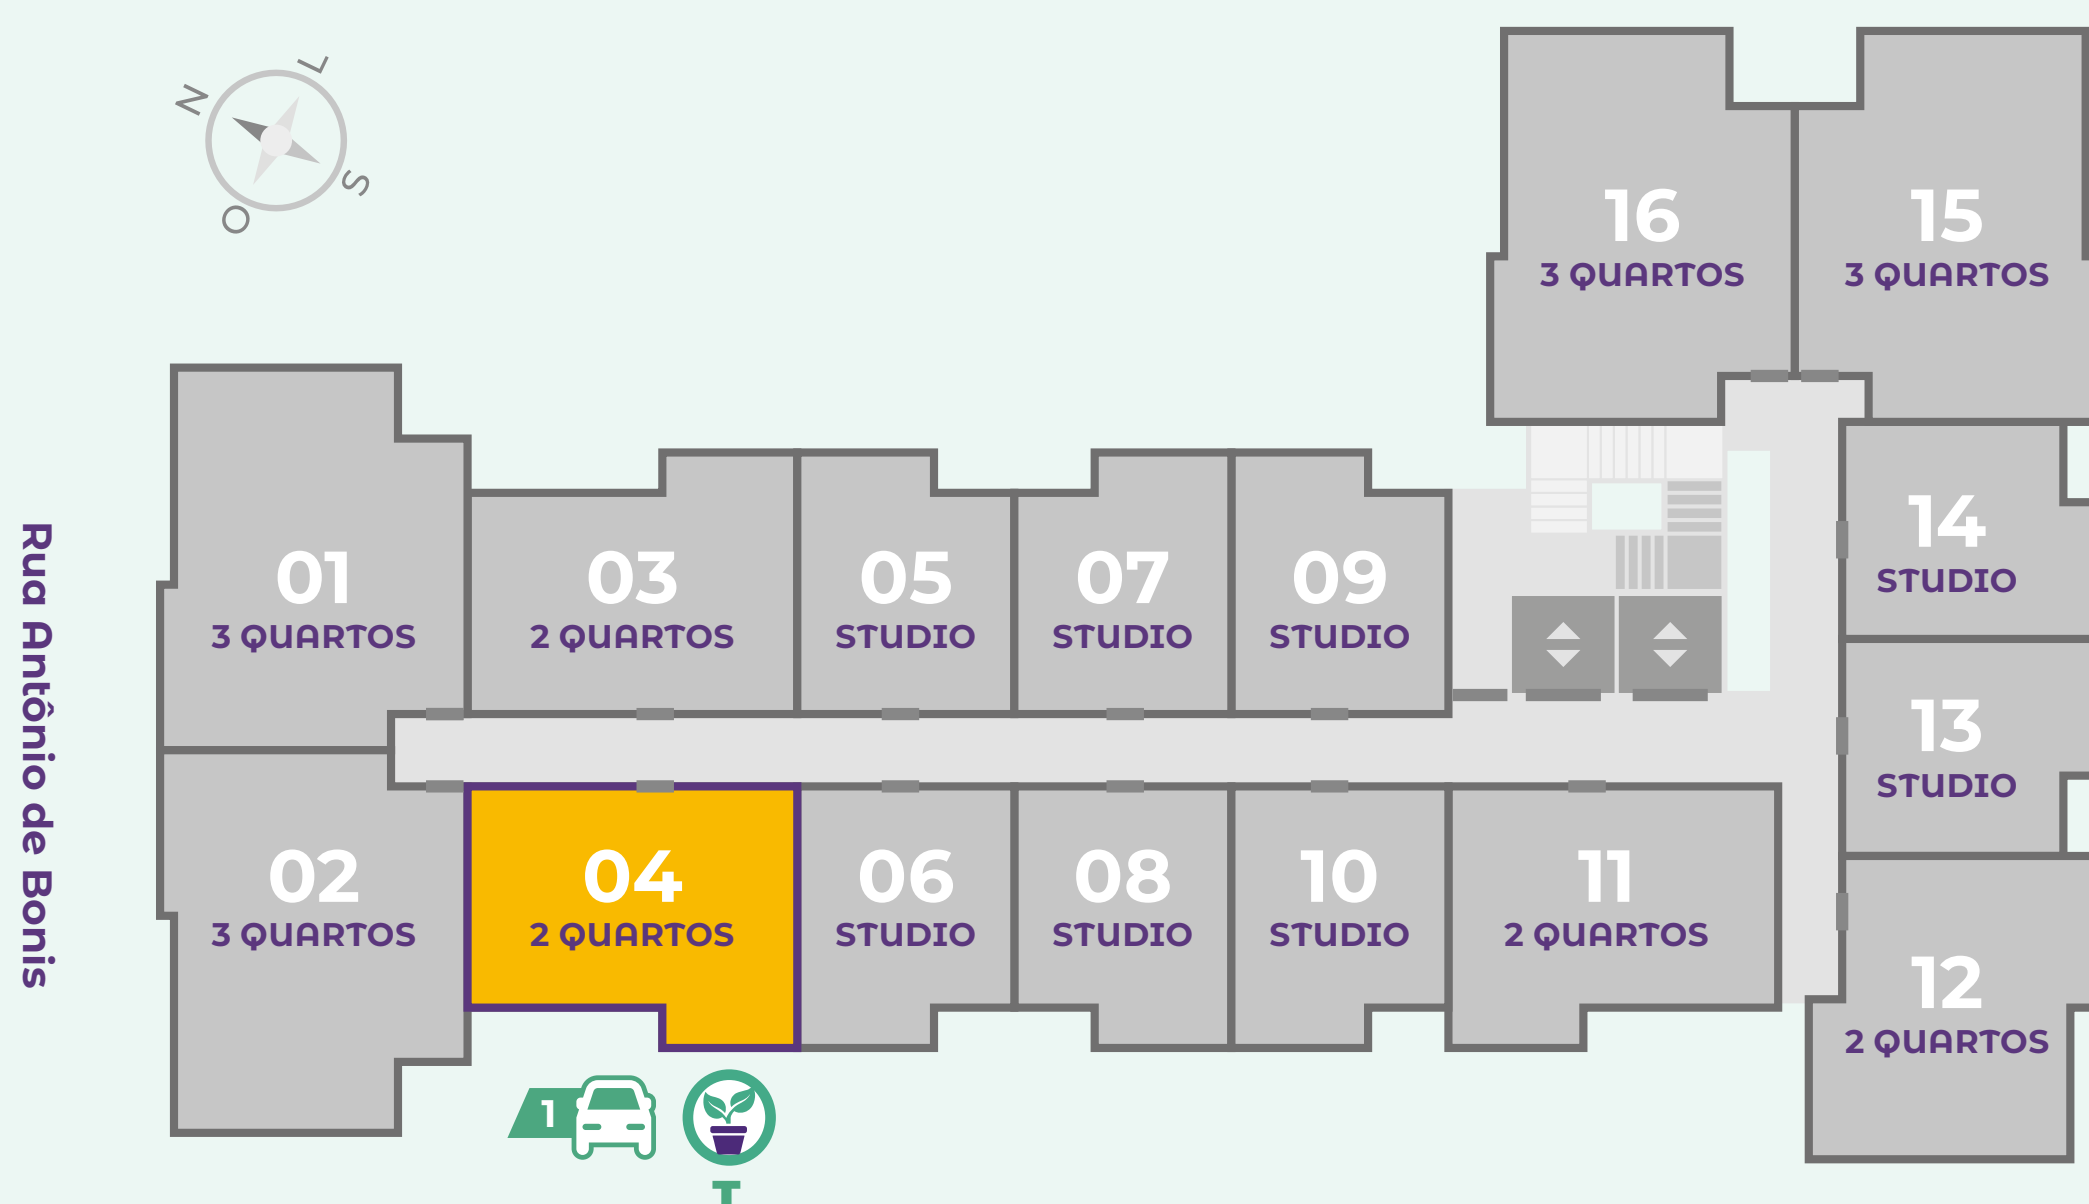 N
L
S
O
16
3 QUARTOS
15
3 QUARTOS
Rua Antônio de Bonis
01
3 QUARTOS
03
2 QUARTOS
05
STUDIO
07
STUDIO
09
STUDIO
14
STUDIO
13
STUDIO
02
3 QUARTOS
04
2 QUARTOS
06
STUDIO
08
STUDIO
10
STUDIO
11
2 QUARTOS
12
2 QUARTOS
1
T